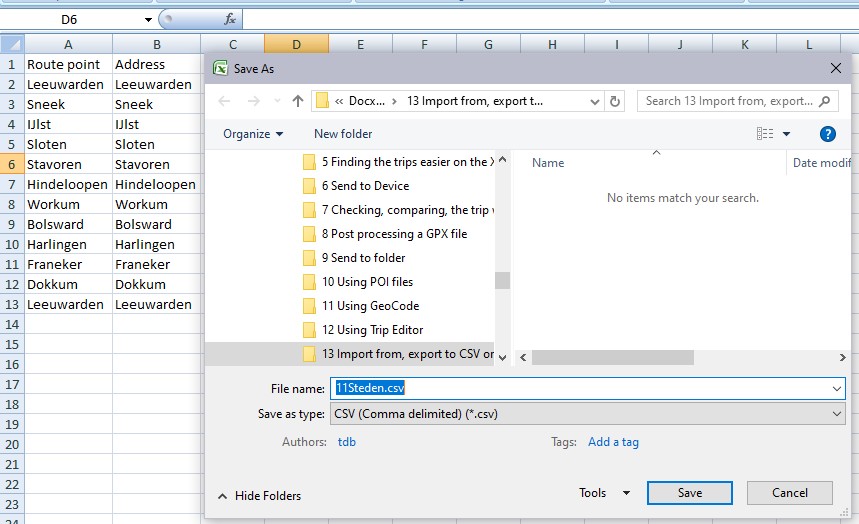 D6 fx
A B C D E F G H I J K L
1 Route point Address
2 Leeuwarden Leeuwarden
3 Sneek Sneek
4 IJlst IJlst
5 Sloten Sloten
6 Stavoren Stavoren
7 Hindeloopen Hindeloopen
8 Workum Workum
9 Bolsward Bolsward
10 Harlingen Harlingen
11 Franeker Franeker
12 Dokkum Dokkum
13 Leeuwarden Leeuwarden
14
15
16
17
18
19
20
21
22
23
24
Save As
« Docx... > 13 Import from, export t...
Search 13 Import from, export...
Organize New folder
5 Finding the trips easier on the X
6 Send to Device
7 Checking, comparing, the trip
8 Post processing a GPX file
9 Send to folder
10 Using POI files
11 Using GeoCode
12 Using Trip Editor
13 Import from, export to CSV or
Name Date modif
No items match your search.
File name: 11Steden.csv
Save as type: CSV (Comma delimited) (*.csv)
Authors: tdb Tags: Add a tag
Hide Folders Tools Save Cancel